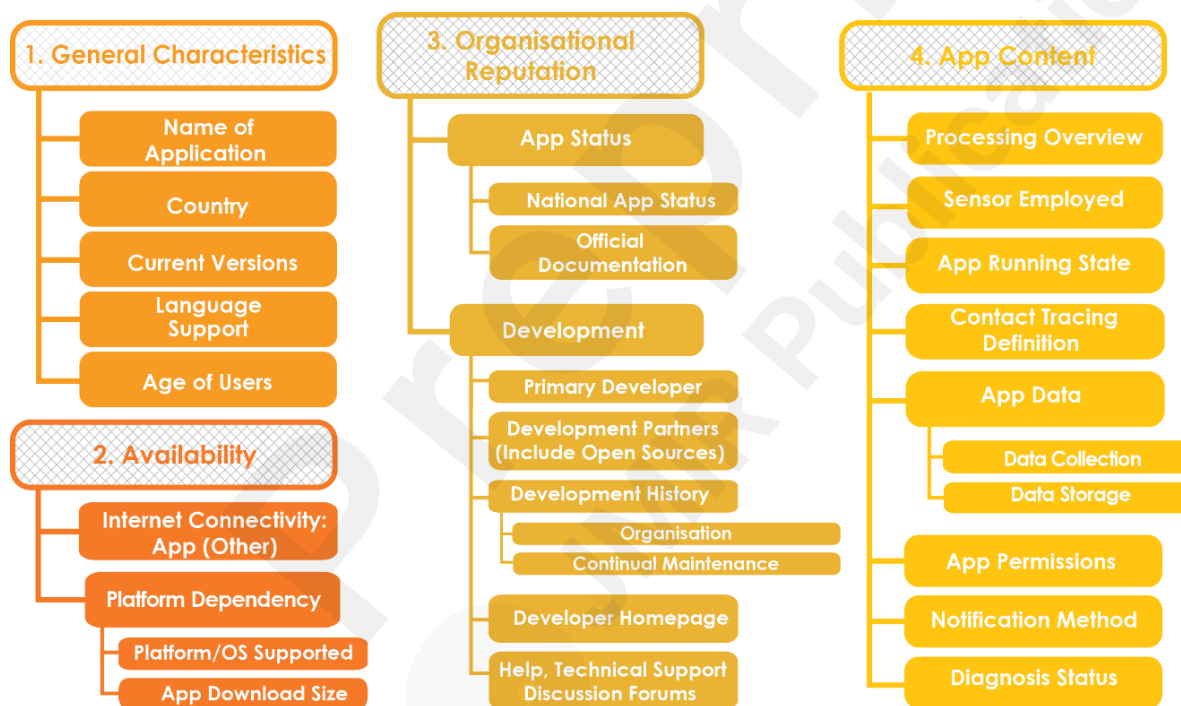 1. General Characteristics
Name of
Application
Country
Current Versions
Language
Support
Age of Users
2. Availability
Internet Connectivity:
App (Other)
Platform Dependency
Platform/OS Supported
App Download Size
3. Organisational
Reputation
App Status
National App Status
Official
Documentation
Development
Primary Developer
Development Partners
(Include Open Sources)
Development History
Organisation
Continual Maintenance
Developer Homepage
Help, Technical Support
Discussion Forums
4. App Content
Processing Overview
Sensor Employed
App Running State
Contact Tracing
Definition
App Data
Data Collection
Data Storage
App Permissions
Notification Method
Diagnosis Status
JMIR